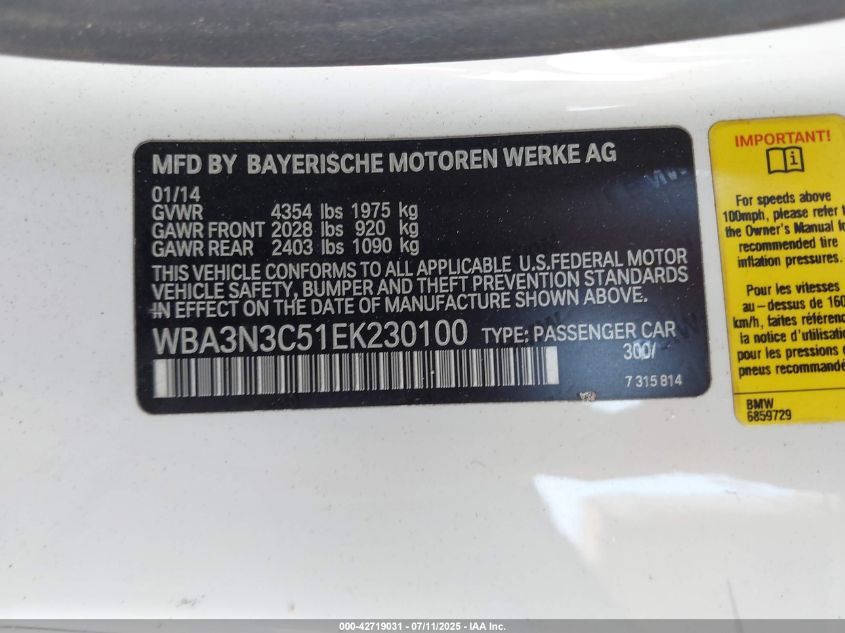 MFD BY BAYERISCHE MOTOREN WERKE AG
01/14
GVWR 4354 lbs 1975 kg
GAWR FRONT 2028 lbs 920 kg
GAWR REAR 2403 lbs 1090 kg
THIS VEHICLE CONFORMS TO ALL APPLICABLE U.S.FEDERAL MOTOR
VEHICLE SAFETY, BUMPER AND THEFT PREVENTION STANDARDS
IN EFFECT ON THE DATE OF MANUFACTURE SHOWN ABOVE.
WBA3N3C51EK230100 TYPE: PASSENGER CAR
300/
7 315 814
IMPORTANT!
For speeds above
100mph, please refer
the Owner's Manual
recommended tire
inflation pressures.
Pour les vitesses
au-dessus de 160
km/h, faites
la notice
pour les pressions
pneus
BMW
6859729
000-42719031 - 07/11/2025 - IAA Inc.